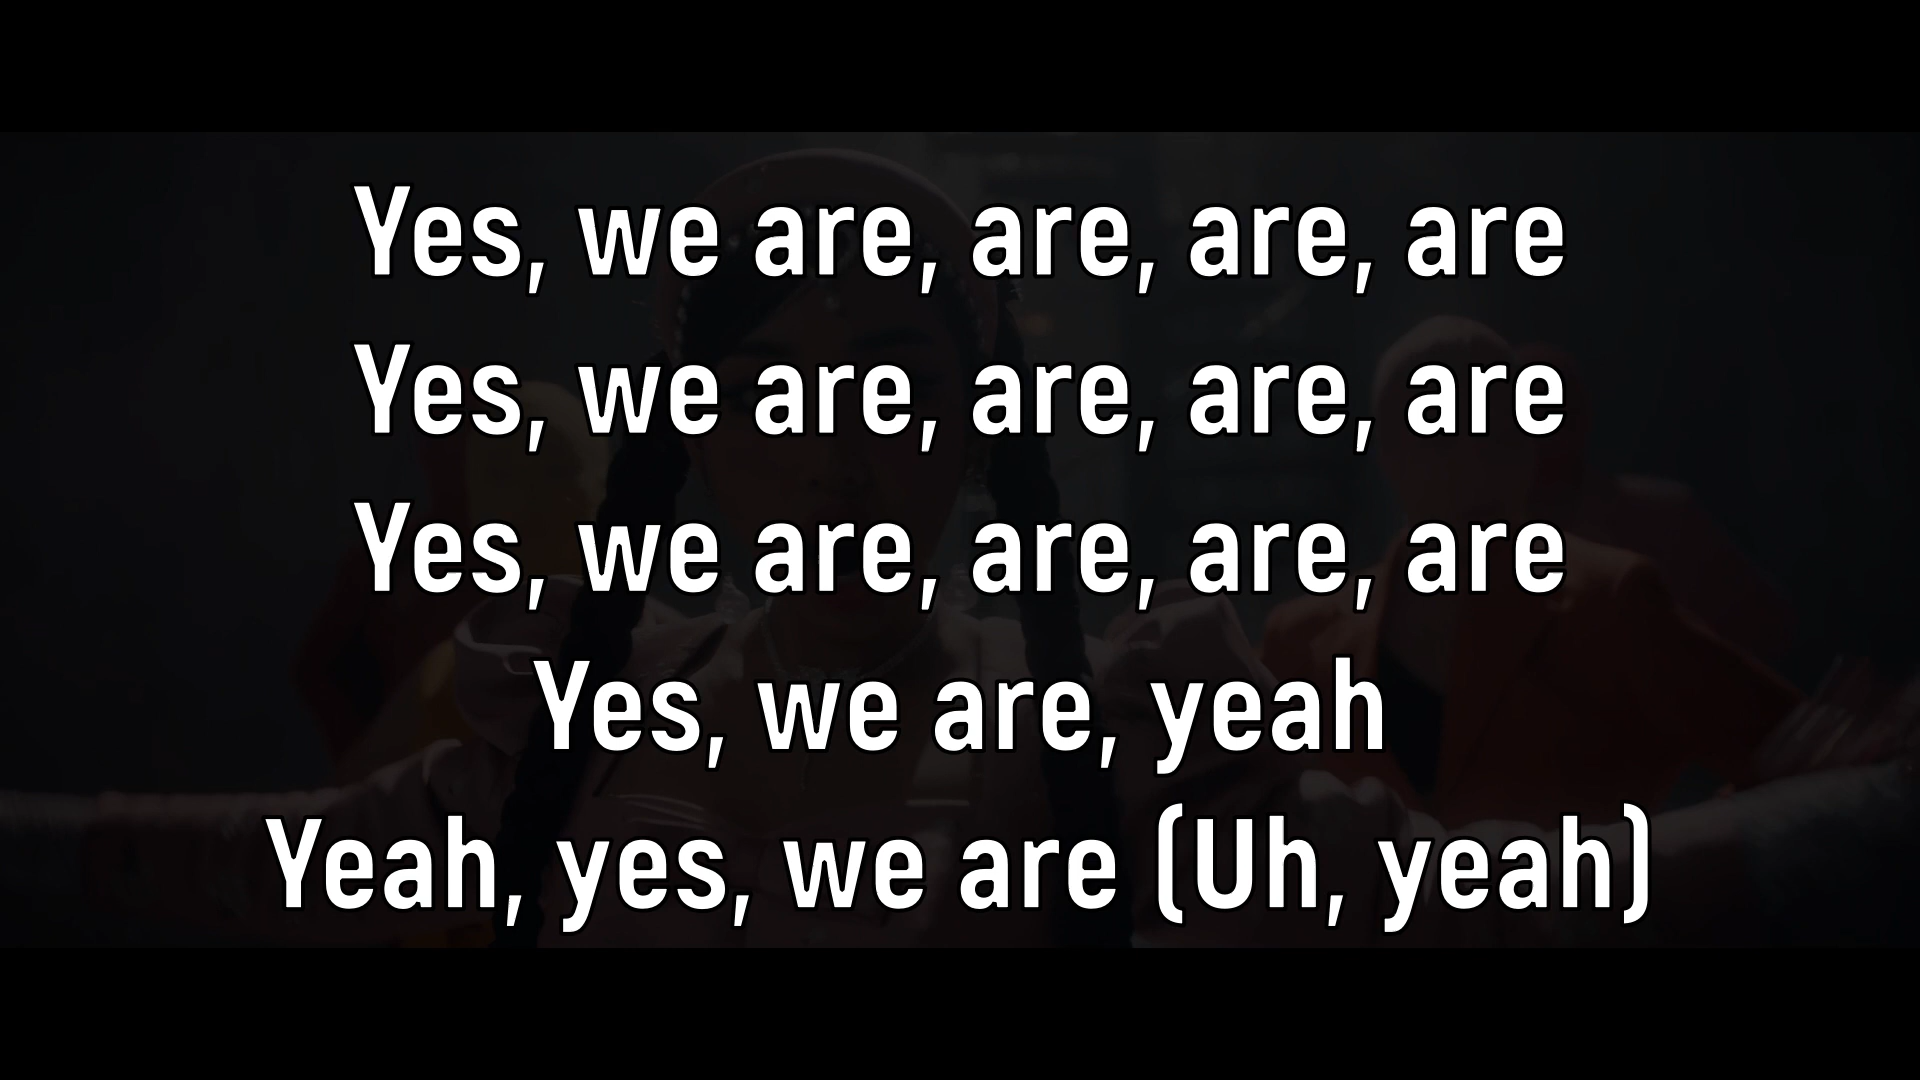 Yes, we are, are, are, are
Yes, we are, are, are, are
Yes, we are, are, are, are
Yes, we are, yeah
Yeah, yes, we are (Uh, yeah)